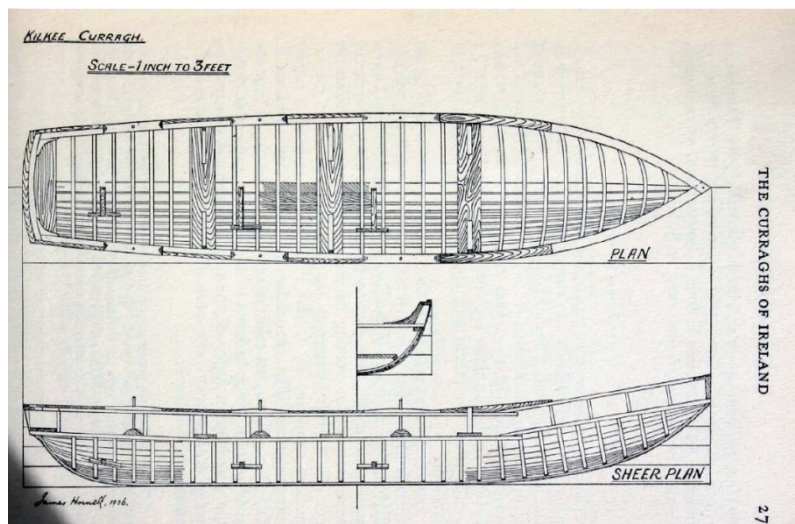 KILKEE CURRAGH.
SCALE–1 INCH TO 3 FEET
PLAN
THE CURRAGHS OF IRELAND
SHEER PLAN
James Hornell, 1936.
27